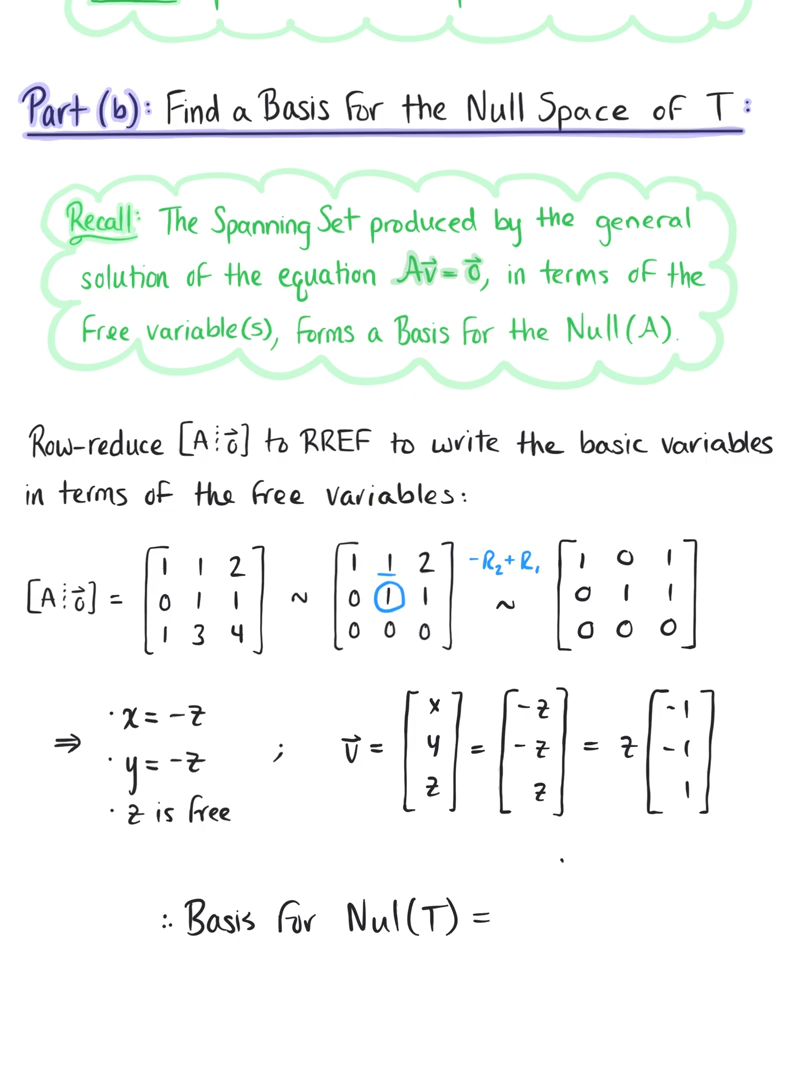 Part (b): Find a Basis for the Null Space of T:
Recall: The Spanning Set produced by the general
solution of the equation Av⃗ = 0⃗, in terms of the
free variable(s), forms a Basis for the Null(A).
Row-reduce [A⋮0⃗] to RREF to write the basic variables
in terms of the free variables:
[A⋮0⃗] = [1 1 2; 0 1 1; 1 3 4] ~ [1 1 2; 0 1 1; 0 0 0] -R₂+R₁ ~ [1 0 1; 0 1 1; 0 0 0]
⇒ · x = -z
· y = -z ; v⃗ = [x; y; z] = [-z; -z; z] = z [-1; -1; 1]
· z is free
∴ Basis for Nul(T) =